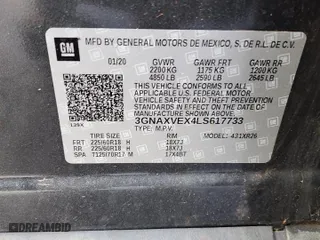 GM
MFD BY GENERAL MOTORS DE MEXICO, S. DE R.L. DE C.V.
01/20 GVWR GAWR FRT GAWR RR
2200 KG 1175 KG 1200 KG
4850 LB 2590 LB 2645 LB
THIS VEHICLE CONFORMS TO ALL
APPLICABLE U.S. FEDERAL MOTOR
VEHICLE SAFETY, BUMPER, AND THEFT
PREVENTION STANDARDS IN EFFECT ON
THE DATE OF MANUFACTURE SHOWN ABOVE.
3GNAXVEX4LS617733
TYPE: M.P.V. MODEL: 431XR26
TIRE SIZE RIM
FRT 225/60R18 H 18X7J
RR 225/60R18 H 18X7J
SPA T125/70R17 M 17X4BT